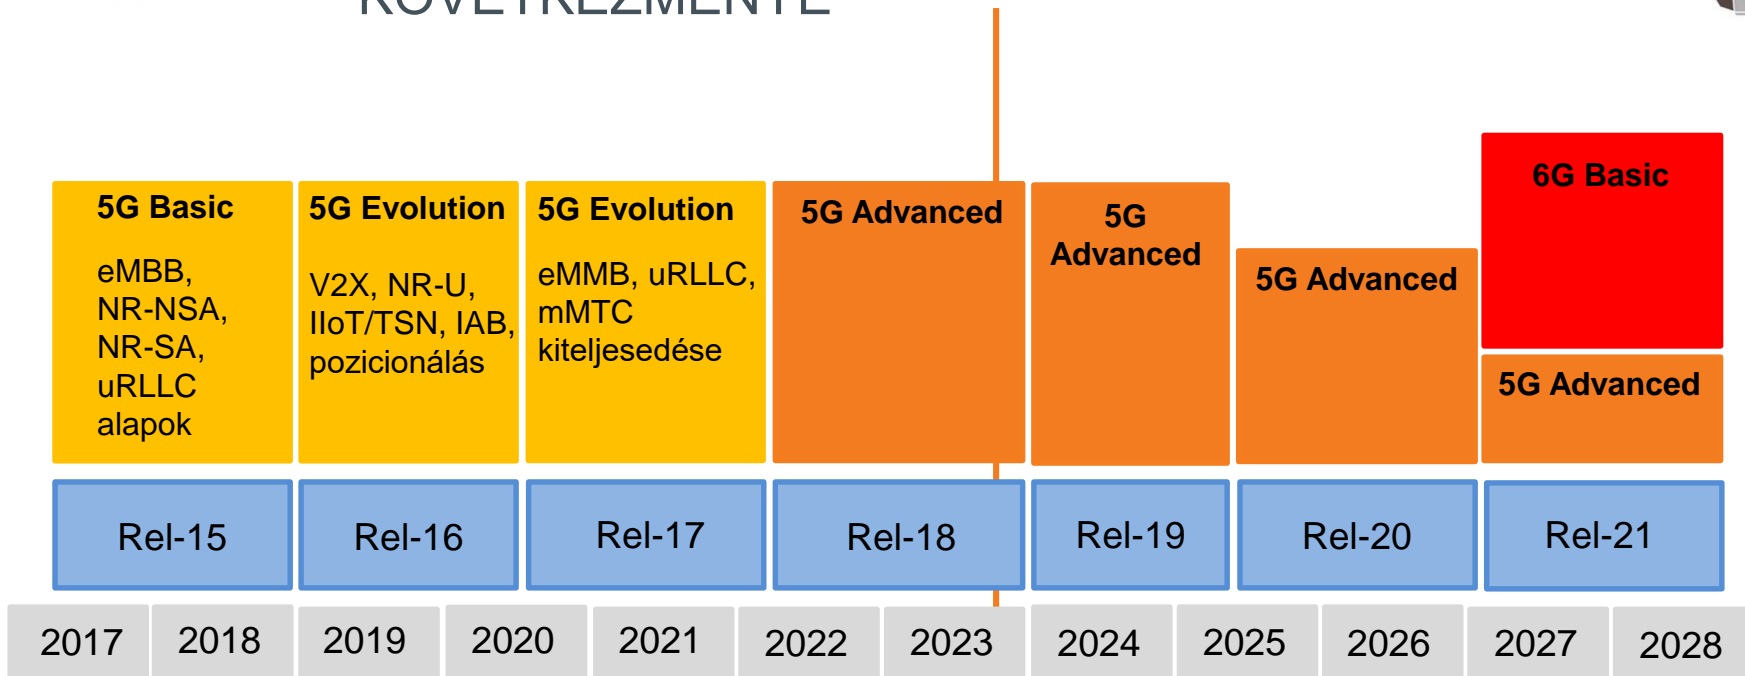 KÖVETKEZMÉNYE
5G Basic
eMBB,
NR-NSA,
NR-SA,
uRLLC
alapok
5G Evolution
V2X, NR-U,
IIoT/TSN, IAB,
pozicionálás
5G Evolution
eMMB, uRLLC,
mMTC
kiteljesedése
5G Advanced
5G
Advanced
5G Advanced
6G Basic
5G Advanced
Rel-15
Rel-16
Rel-17
Rel-18
Rel-19
Rel-20
Rel-21
2017
2018
2019
2020
2021
2022
2023
2024
2025
2026
2027
2028